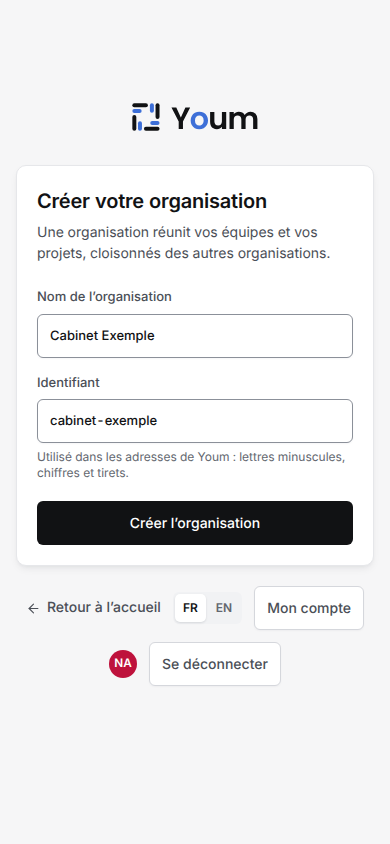 Youm
Créer votre organisation
Une organisation réunit vos équipes et vos
projets, cloisonnés des autres organisations.
Nom de l’organisation
Cabinet Exemple
Identifiant
cabinet-exemple
Utilisé dans les adresses de Youm : lettres minuscules,
chiffres et tirets.
Créer l’organisation
← Retour à l’accueil FR EN Mon compte
NA Se déconnecter